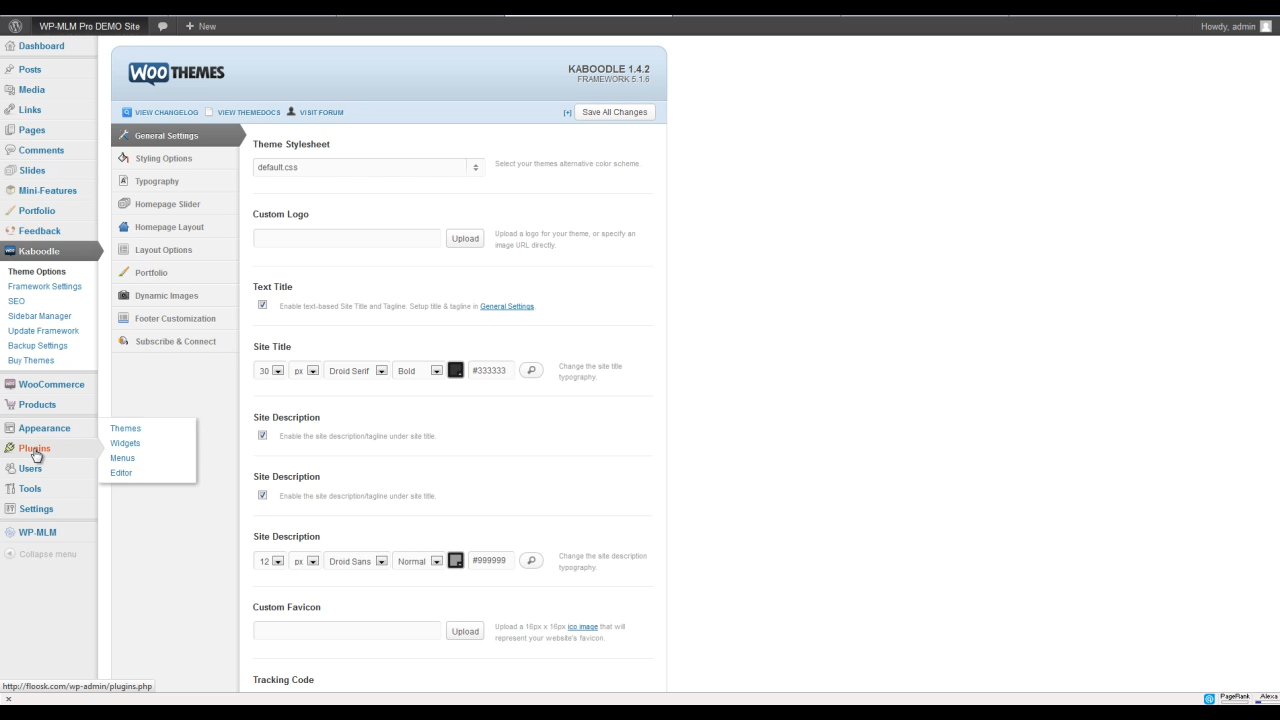 WP-MLM Pro DEMO Site
New
Howdy, admin
Dashboard
Posts
Media
Links
Pages
Comments
Slides
Mini-Features
Portfolio
Feedback
Kaboodle
Theme Options
Framework Settings
SEO
Sidebar Manager
Update Framework
Backup Settings
Buy Themes
WooCommerce
Products
Appearance
Plugins
Users
Tools
Settings
WP-MLM
Collapse menu
Themes
Widgets
Menus
Editor
WOOTHEMES
KABOODLE 1.4.2
FRAMEWORK 5.1.6
VIEW CHANGELOG VIEW THEMEDOCS VISIT FORUM
[+] Save All Changes
General Settings
Styling Options
Typography
Homepage Slider
Homepage Layout
Layout Options
Portfolio
Dynamic Images
Footer Customization
Subscribe & Connect
Theme Stylesheet
default.css
Select your themes alternative color scheme.
Custom Logo
Upload
Upload a logo for your theme, or specify an
image URL directly.
Text Title
Enable text-based Site Title and Tagline. Setup title & tagline in General Settings.
Site Title
30 px Droid Serif Bold #333333
Change the site title
typography.
Site Description
Enable the site description/tagline under site title.
Site Description
Enable the site description/tagline under site title.
Site Description
12 px Droid Sans Normal #999999
Change the site description
typography.
Custom Favicon
Upload
Upload a 16px x 16px ico image that will
represent your website's favicon.
Tracking Code
http://floosk.com/wp-admin/plugins.php
PageRank
Alexa